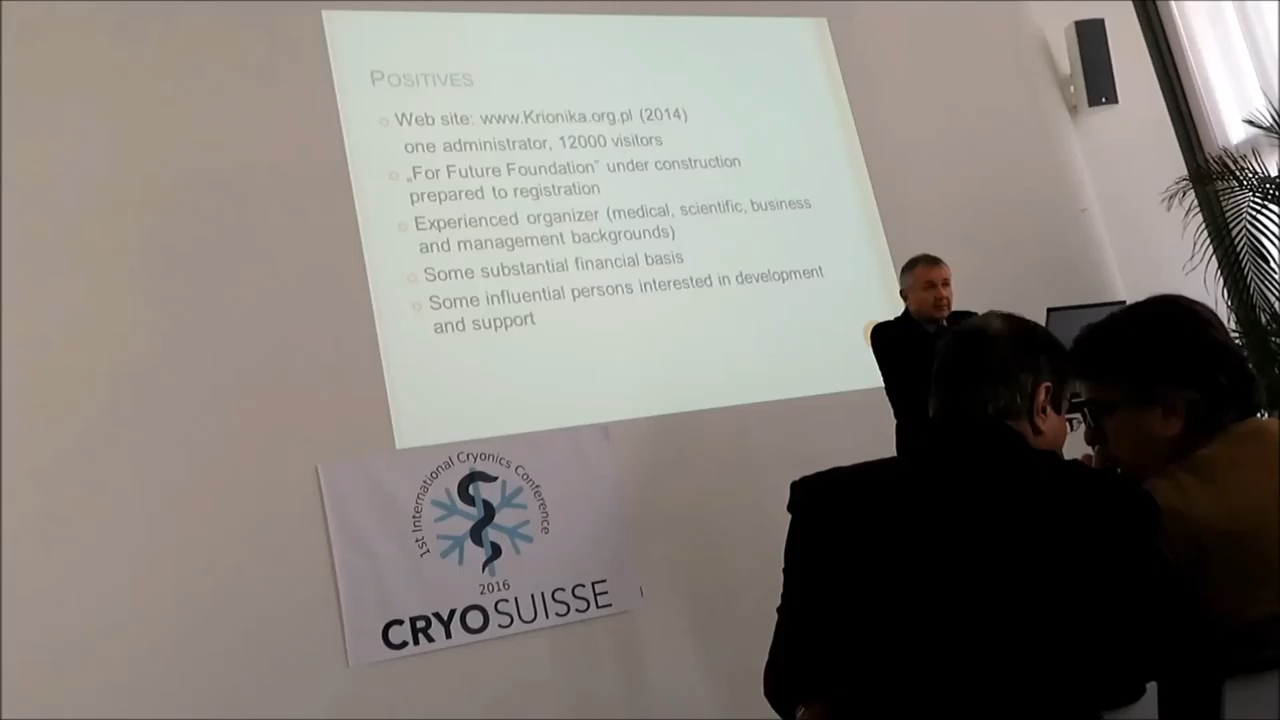 POSITIVES
Web site: www.Krionika.org.pl (2014)
one administrator, 12000 visitors
„For Future Foundation" under construction
prepared to registration
Experienced organizer (medical, scientific, business
and management backgrounds)
Some substantial financial basis
Some influential persons interested in development
and support
1st International Cryonics Conference
2016
CRYOSUISSE